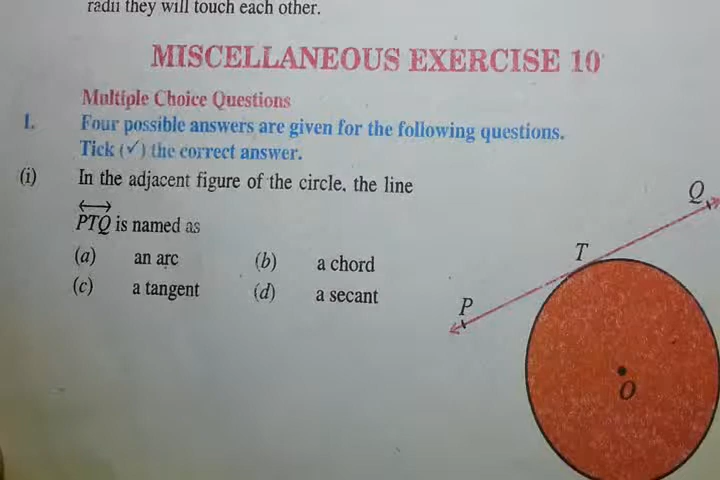 radii they will touch each other.
MISCELLANEOUS EXERCISE 10
Multiple Choice Questions
1. Four possible answers are given for the following questions.
Tick (✓) the correct answer.
(i) In the adjacent figure of the circle, the line
PTQ is named as
(a) an arc (b) a chord
(c) a tangent (d) a secant
Q
T
P
O